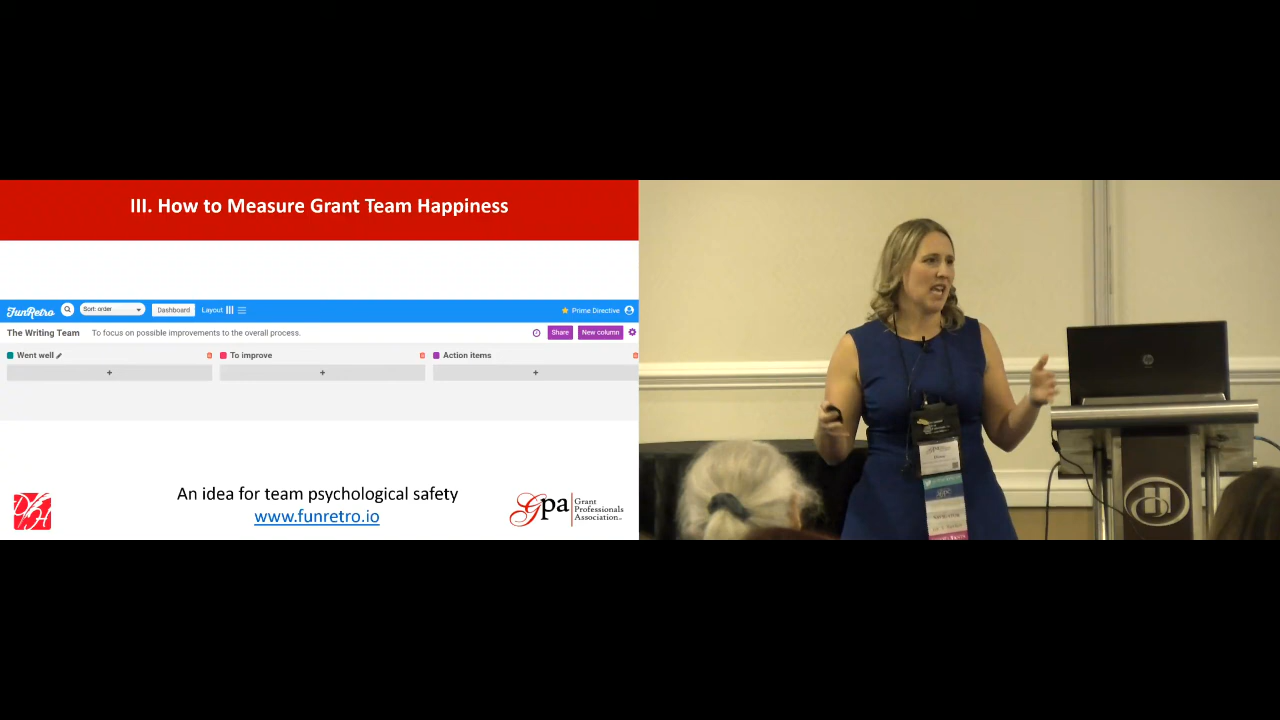 III. How to Measure Grant Team Happiness
FunRetro Sort: order Dashboard Layout Prime Directive
The Writing Team To focus on possible improvements to the overall process. Share New column
Went well To improve Action items
+ + +
An idea for team psychological safety
www.funretro.io
DHA
gpa Grant Professionals Association